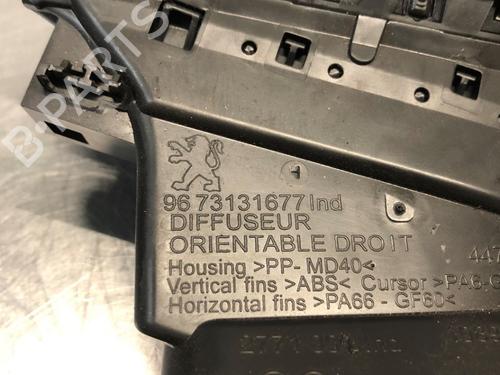 B-PARTS
96 73131677 Ind
DIFFUSEUR
ORIENTABLE DROIT
447
Housing >PP- MD40<
Vertical fins >ABS< Cursor >PA6-G
Horizontal fins >PA66 - GF60<